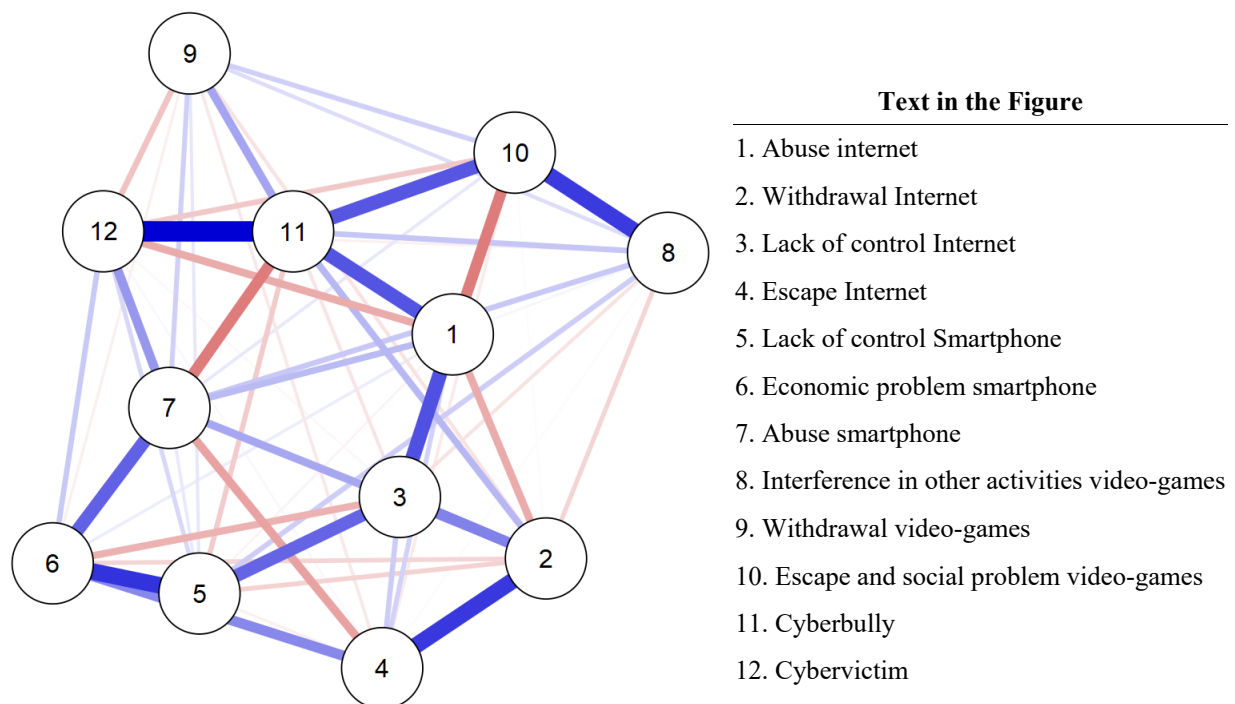 9
10
12
11
8
1
7
3
6
5
2
4
Text in the Figure
1. Abuse internet
2. Withdrawal Internet
3. Lack of control Internet
4. Escape Internet
5. Lack of control Smartphone
6. Economic problem smartphone
7. Abuse smartphone
8. Interference in other activities video-games
9. Withdrawal video-games
10. Escape and social problem video-games
11. Cyberbully
12. Cybervictim